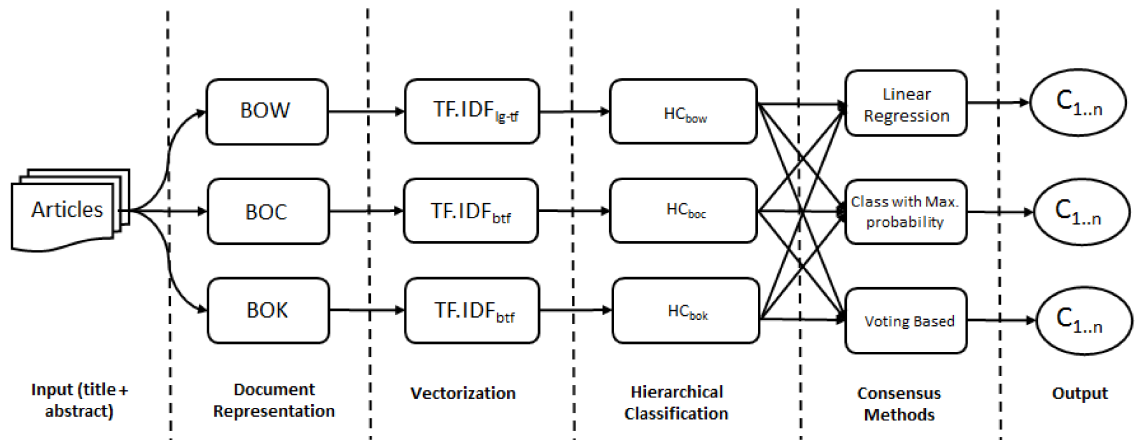 BOW
TF.IDFlg-tf
HCbow
Linear
Regression
C1..n
Articles
BOC
TF.IDFbtf
HCboc
Class with Max.
probability
C1..n
BOK
TF.IDFbtf
HCbok
Voting Based
C1..n
Input (title +
abstract)
Document
Representation
Vectorization
Hierarchical
Classification
Consensus
Methods
Output